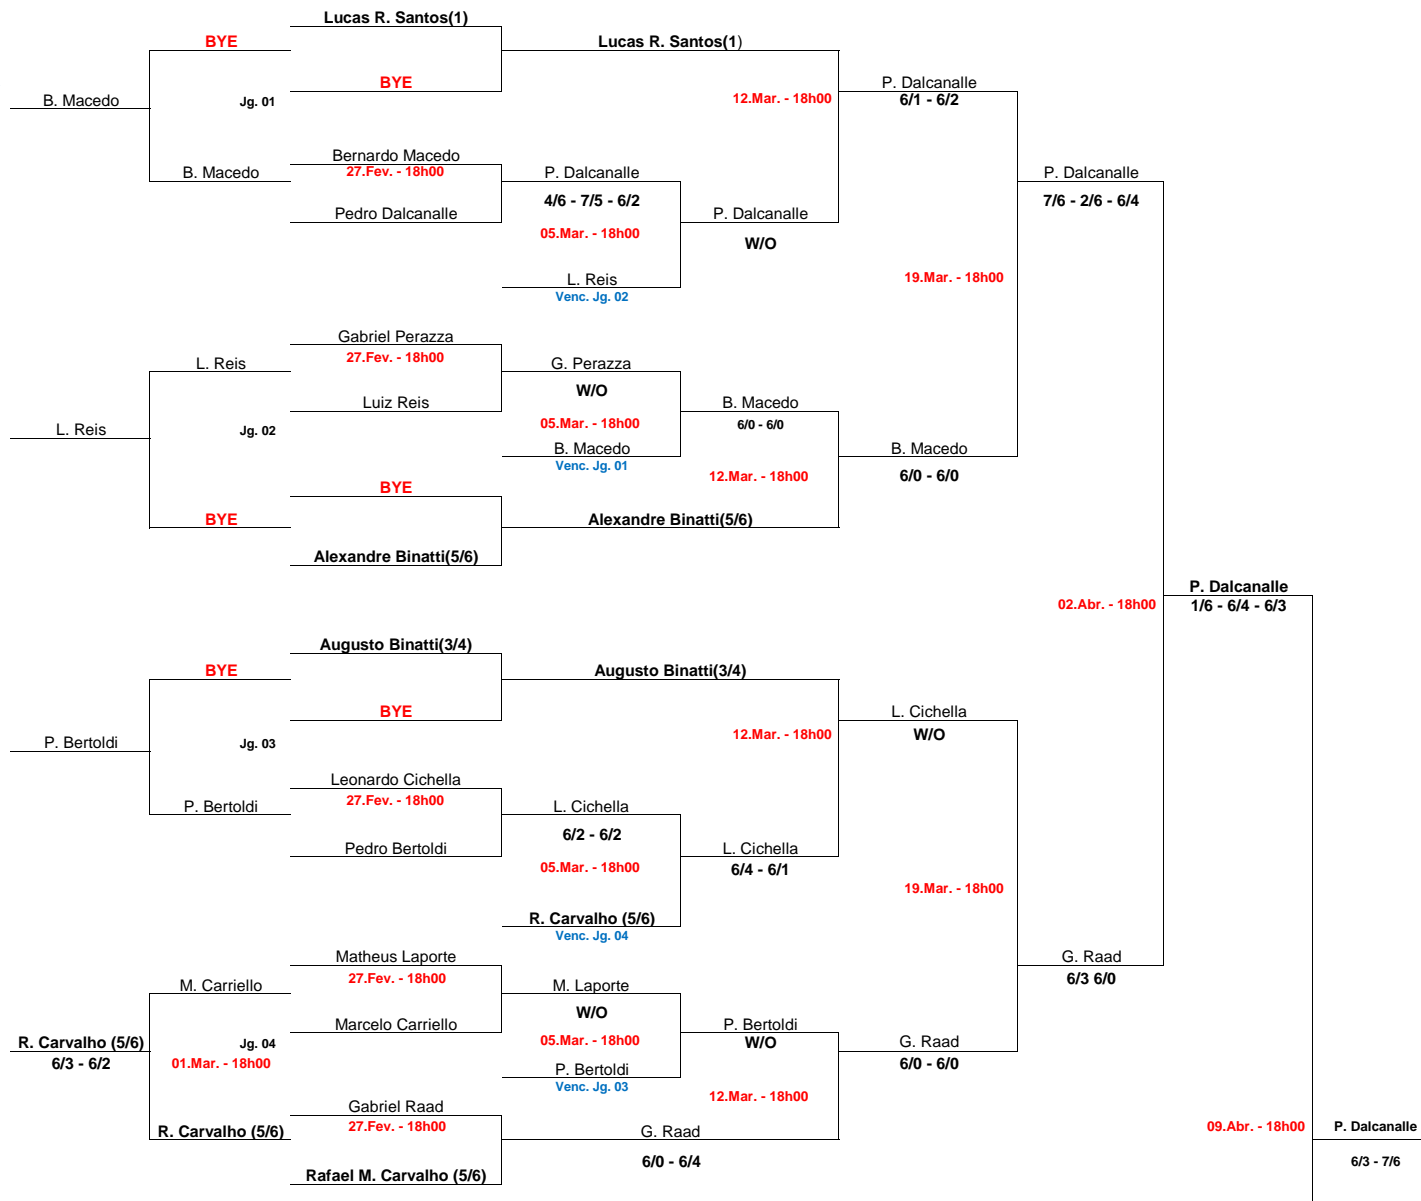 Lucas R. Santos(1)
BYE
Lucas R. Santos(1)
BYE
P. Dalcanalle
B. Macedo
Jg. 01
12.Mar. - 18h00
6/1 - 6/2
Bernardo Macedo
B. Macedo
27.Fev. - 18h00
P. Dalcanalle
P. Dalcanalle
4/6 - 7/5 - 6/2
7/6 - 2/6 - 6/4
Pedro Dalcanalle
P. Dalcanalle
05.Mar. - 18h00
W/O
L. Reis
19.Mar. - 18h00
Venc. Jg. 02
Gabriel Perazza
L. Reis
27.Fev. - 18h00
G. Perazza
W/O
Luiz Reis
B. Macedo
L. Reis
Jg. 02
05.Mar. - 18h00
6/0 - 6/0
B. Macedo
B. Macedo
Venc. Jg. 01
BYE
12.Mar. - 18h00
6/0 - 6/0
BYE
Alexandre Binatti(5/6)
Alexandre Binatti(5/6)
P. Dalcanalle
02.Abr. - 18h00
1/6 - 6/4 - 6/3
Augusto Binatti(3/4)
BYE
Augusto Binatti(3/4)
BYE
L. Cichella
P. Bertoldi
Jg. 03
12.Mar. - 18h00
W/O
Leonardo Cichella
P. Bertoldi
27.Fev. - 18h00
L. Cichella
6/2 - 6/2
Pedro Bertoldi
L. Cichella
05.Mar. - 18h00
6/4 - 6/1
19.Mar. - 18h00
R. Carvalho (5/6)
Venc. Jg. 04
Matheus Laporte
G. Raad
M. Carriello
27.Fev. - 18h00
M. Laporte
6/3 6/0
W/O
Marcelo Carriello
P. Bertoldi
R. Carvalho (5/6)
Jg. 04
05.Mar. - 18h00
W/O
G. Raad
6/3 - 6/2
01.Mar. - 18h00
P. Bertoldi
6/0 - 6/0
Venc. Jg. 03
12.Mar. - 18h00
Gabriel Raad
R. Carvalho (5/6)
27.Fev. - 18h00
G. Raad
09.Abr. - 18h00
P. Dalcanalle
6/0 - 6/4
6/3 - 7/6
Rafael M. Carvalho (5/6)